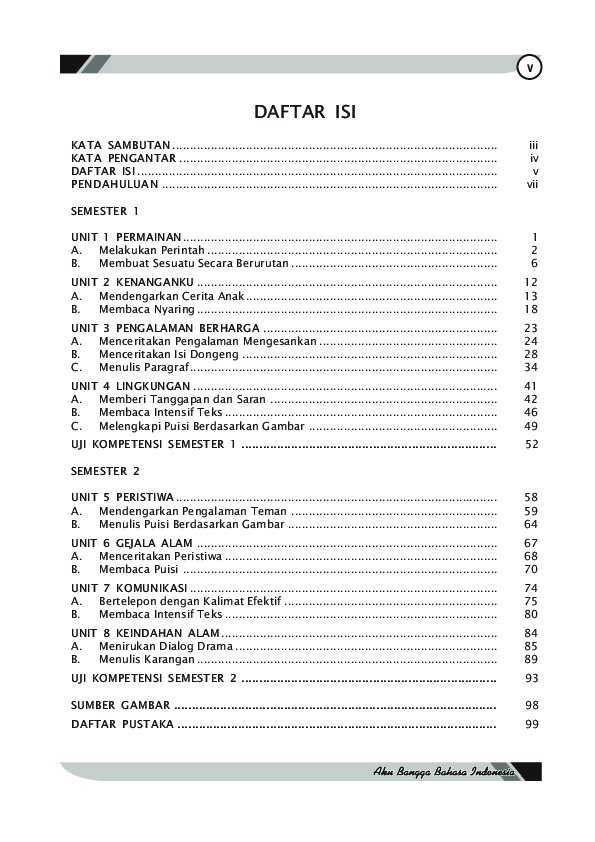 v
DAFTAR ISI
KATA SAMBUTAN ........................................................................................... iii
KATA PENGANTAR ......................................................................................... iv
DAFTAR ISI ..................................................................................................... v
PENDAHULUAN .............................................................................................. vii
SEMESTER 1
UNIT 1 PERMAINAN ........................................................................................ 1
A. Melakukan Perintah ................................................................................. 2
B. Membuat Sesuatu Secara Berurutan .......................................................... 6
UNIT 2 KENANGANKU .................................................................................... 12
A. Mendengarkan Cerita Anak ...................................................................... 13
B. Membaca Nyaring .................................................................................... 18
UNIT 3 PENGALAMAN BERHARGA .................................................................. 23
A. Menceritakan Pengalaman Mengesankan .................................................. 24
B. Menceritakan Isi Dongeng ....................................................................... 28
C. Menulis Paragraf...................................................................................... 34
UNIT 4 LINGKUNGAN ..................................................................................... 41
A. Memberi Tanggapan dan Saran ................................................................ 42
B. Membaca Intensif Teks ............................................................................ 46
C. Melengkapi Puisi Berdasarkan Gambar ..................................................... 49
UJI KOMPETENSI SEMESTER 1 ....................................................................... 52
SEMESTER 2
UNIT 5 PERISTIWA .......................................................................................... 58
A. Mendengarkan Pengalaman Teman .......................................................... 59
B. Menulis Puisi Berdasarkan Gambar ........................................................... 64
UNIT 6 GEJALA ALAM .................................................................................... 67
A. Menceritakan Peristiwa ............................................................................ 68
B. Membaca Puisi ........................................................................................ 70
UNIT 7 KOMUNIKASI ...................................................................................... 74
A. Bertelepon dengan Kalimat Efektif ............................................................ 75
B. Membaca Intensif Teks ............................................................................ 80
UNIT 8 KEINDAHAN ALAM ............................................................................. 84
A. Menirukan Dialog Drama ......................................................................... 85
B. Menulis Karangan .................................................................................... 89
UJI KOMPETENSI SEMESTER 2 ....................................................................... 93
SUMBER GAMBAR .......................................................................................... 98
DAFTAR PUSTAKA ......................................................................................... 99
Aku Bangga Bahasa Indonesia